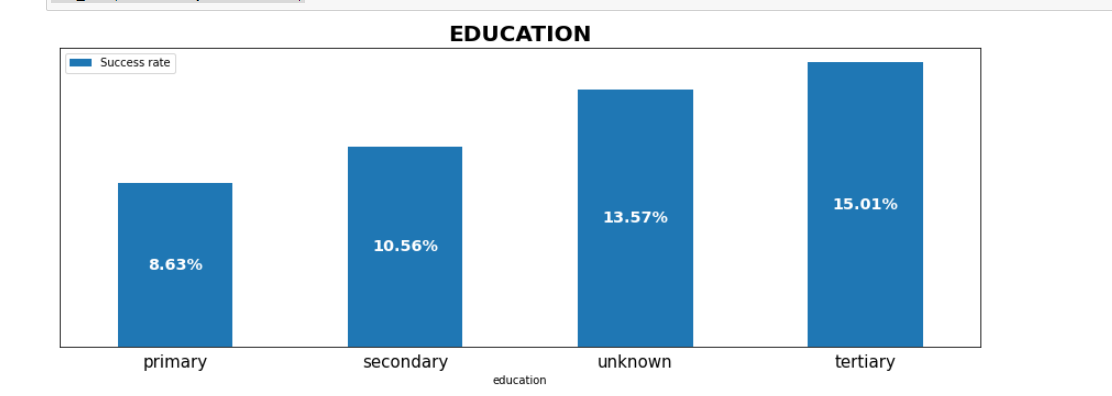 EDUCATION
Success rate
8.63%
10.56%
13.57%
15.01%
primary secondary unknown tertiary
education